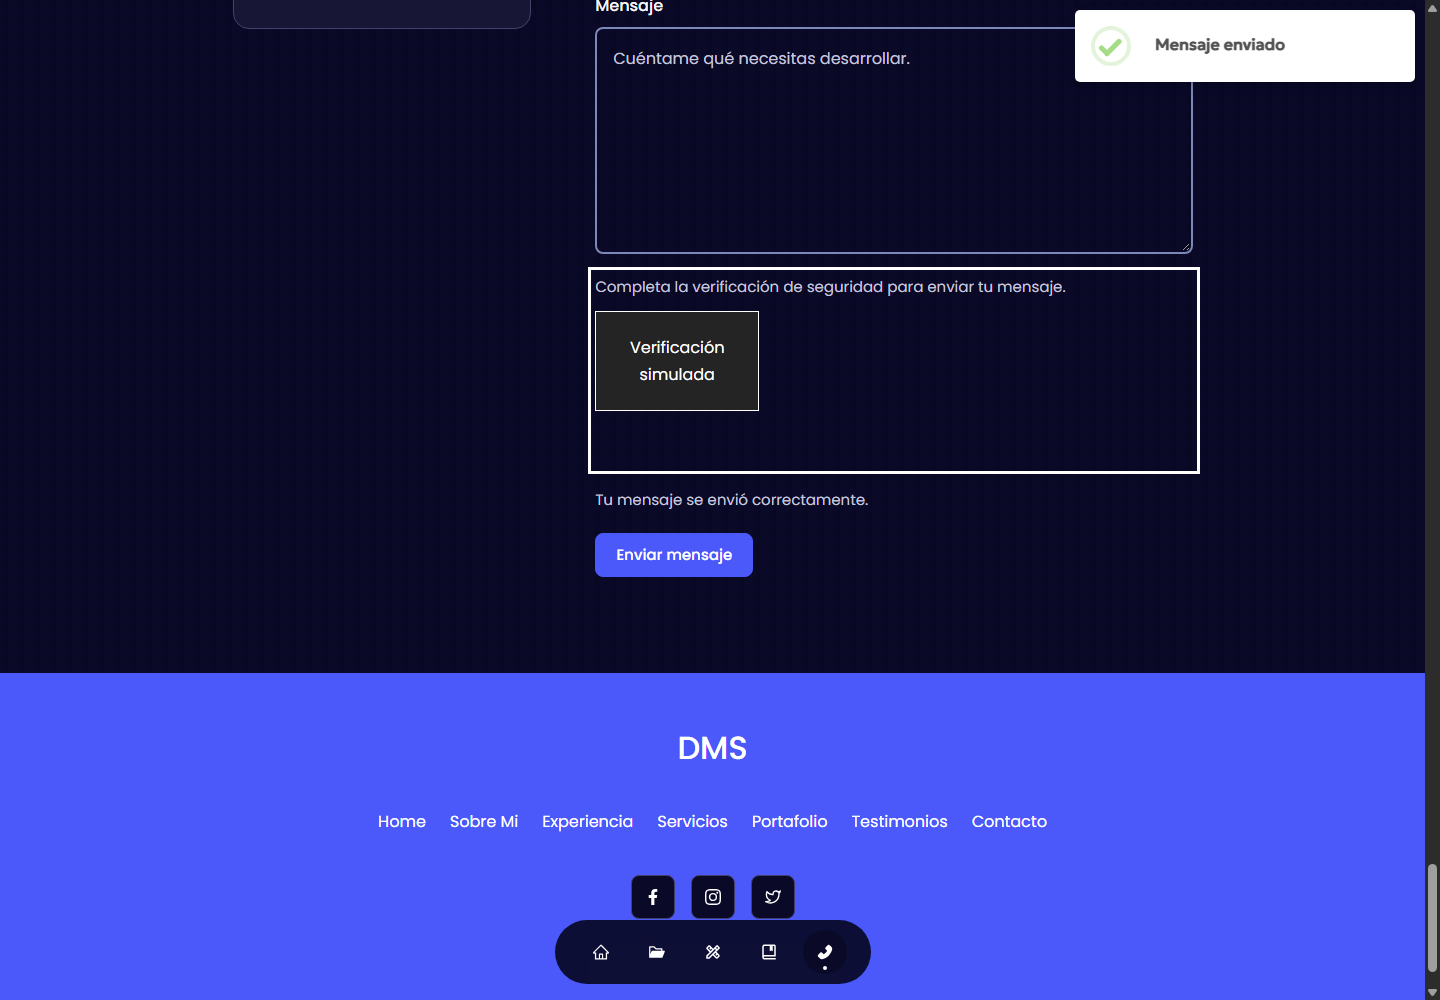 Mensaje
Mensaje enviado
Cuéntame qué necesitas desarrollar.
Completa la verificación de seguridad para enviar tu mensaje.
Verificación
simulada
Tu mensaje se envió correctamente.
Enviar mensaje
DMS
Home Sobre Mi Experiencia Servicios Portafolio Testimonios Contacto